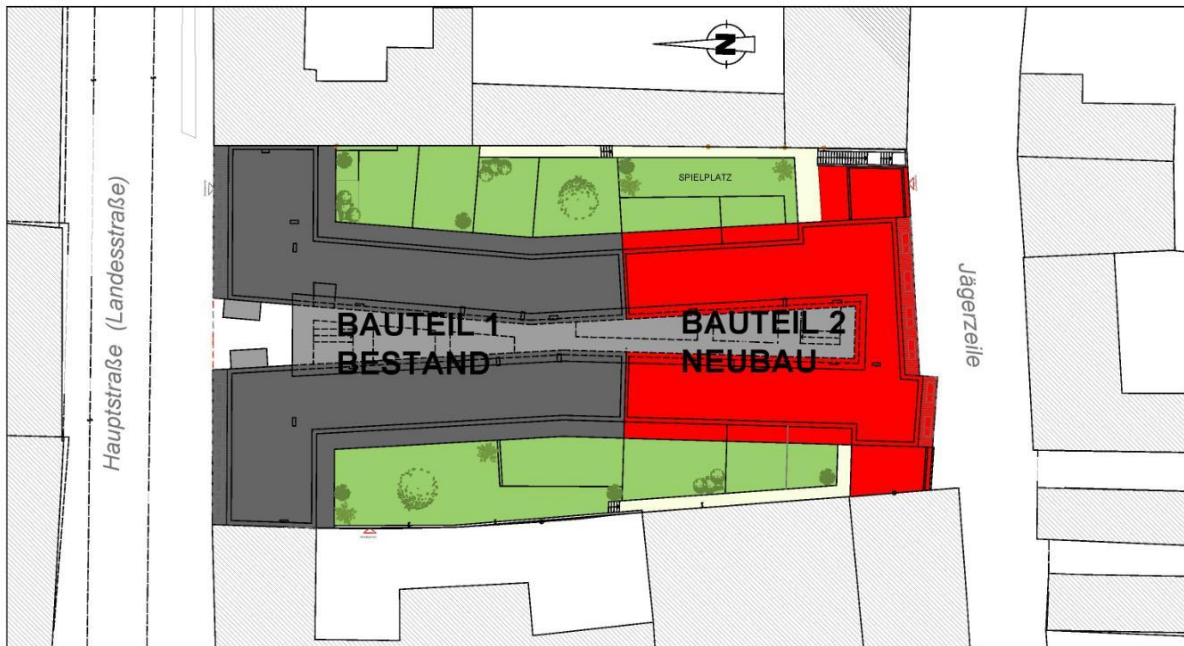 N
SPIELPLATZ
Hauptstraße (Landesstraße)
BAUTEIL 1
BESTAND
BAUTEIL 2
NEUBAU
Jägerzeile